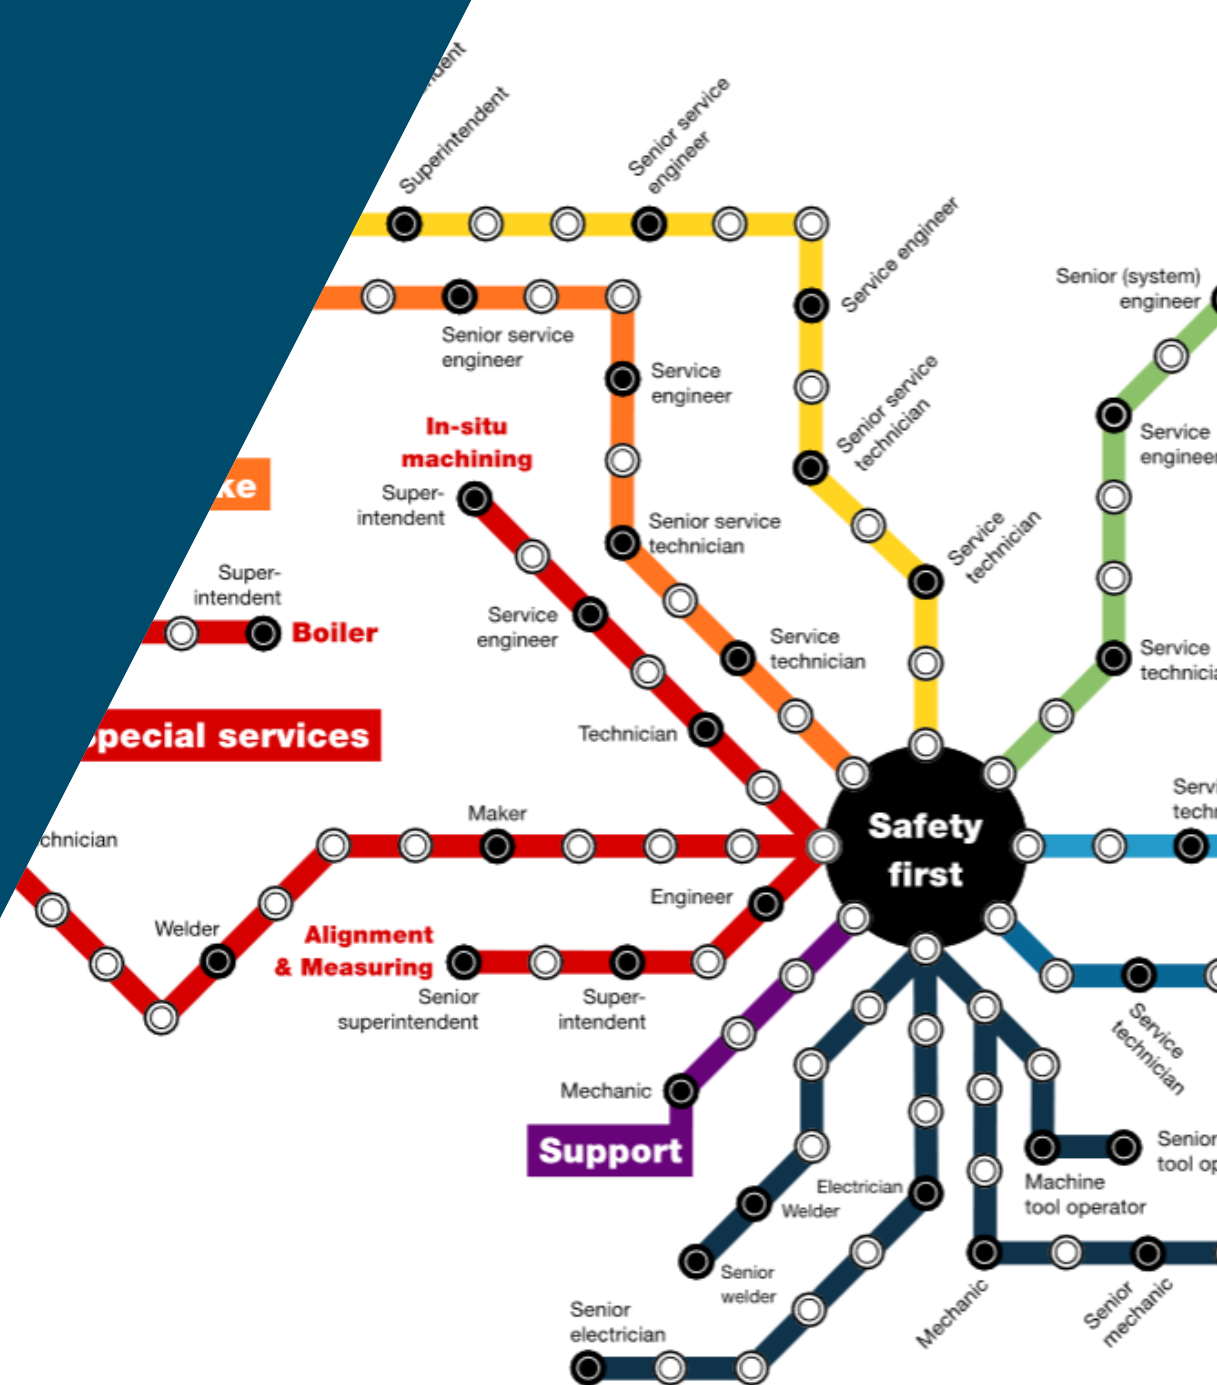 Superintendent
Senior service
engineer
Service engineer
Senior (system)
engineer
Senior service
engineer
Service
engineer
Senior service
technician
In-situ
machining
Super-
intendent
Service
engineer
Senior service
technician
Service
technician
Super-
intendent
Boiler
Service
engineer
Service
technician
Service
special services
Technician
Maker
Safety
first
Engineer
Welder
Alignment
& Measuring
Senior
superintendent
Super-
intendent
Service
technician
Mechanic
Support
Electrician
Welder
Machine
tool operator
Senior
tool
Senior
welder
Senior
electrician
Mechanic
Senior
mechanic